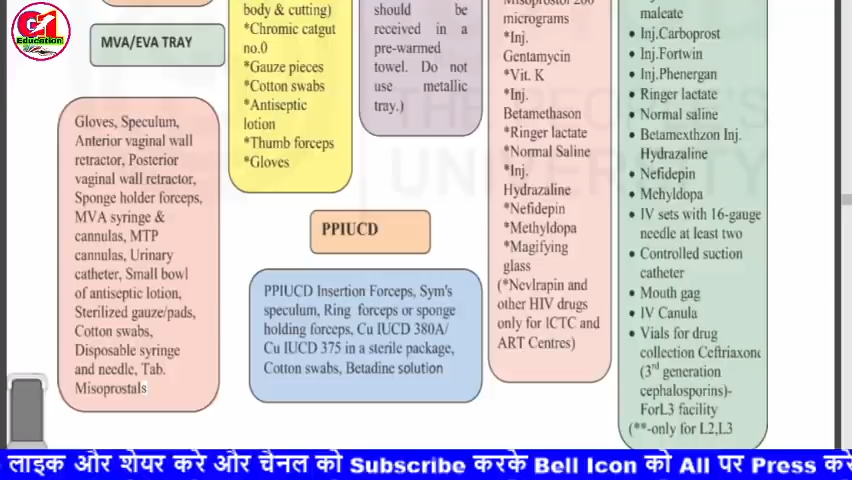 Education
MVA/EVA TRAY
Gloves, Speculum,
Anterior vaginal wall
retractor, Posterior
vaginal wall retractor,
Sponge holder forceps,
MVA syringe &
cannulas, MTP
cannulas, Urinary
catheter, Small bowl
of antiseptic lotion,
Sterilized gauze/pads,
Cotton swabs,
Disposable syringe
and needle, Tab.
Misoprostals
body & cutting)
*Chromic catgut
no.0
*Gauze pieces
*Cotton swabs
*Antiseptic
lotion
*Thumb forceps
*Gloves
should be
received in a
pre-warmed
towel. Do not
use metallic
tray.)
PPIUCD
PPIUCD Insertion Forceps, Sym's
speculum, Ring forceps or sponge
holding forceps, Cu IUCD 380A/
Cu IUCD 375 in a sterile package,
Cotton swabs, Betadine solution
Misoprostol 200
micrograms
*Inj.
Gentamycin
*Vit. K
*Inj.
Betamethason
*Ringer lactate
*Normal Saline
*Inj.
Hydrazaline
*Nefidepin
*Methyldopa
*Magifying
glass
(*Nevlrapin and
other HIV drugs
only for ICTC and
ART Centres)
maleate
• Inj.Carboprost
• Inj.Fortwin
• Inj.Phenergan
• Ringer lactate
• Normal saline
• Betamexthzon Inj.
Hydrazaline
• Nefidepin
• Mehyldopa
• IV sets with 16-gauge
needle at least two
• Controlled suction
catheter
• Mouth gag
• IV Canula
• Vials for drug
collection Ceftriaxone
(3rd generation
cephalosporins)-
ForL3 facility
(**-only for L2,L3
THE PEOPLE'S
UNIVERSITY
लाइक और शेयर करे और चैनल को Subscribe करके Bell Icon को All पर Press करे